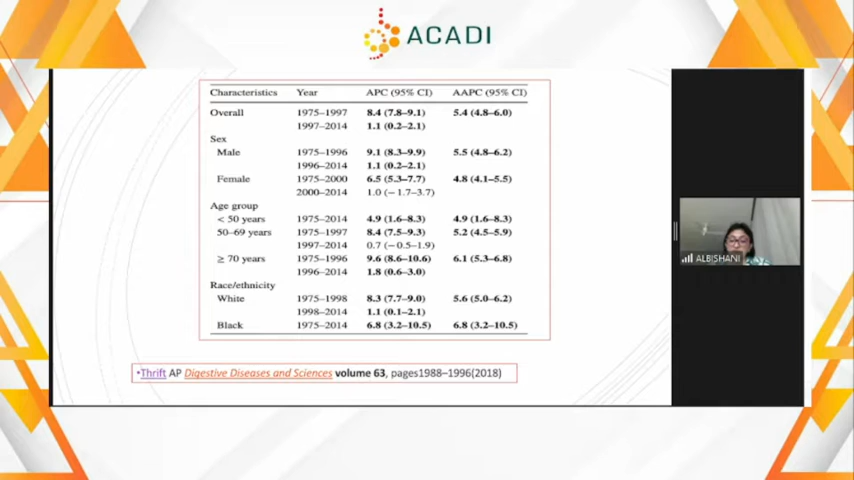 ACADI
Characteristics Year APC (95% CI) AAPC (95% CI)
Overall 1975–1997 8.4 (7.8–9.1) 5.4 (4.8–6.0)
1997–2014 1.1 (0.2–2.1)
Sex
Male 1975–1996 9.1 (8.3–9.9) 5.5 (4.8–6.2)
1996–2014 1.1 (0.2–2.1)
Female 1975–2000 6.5 (5.3–7.7) 4.8 (4.1–5.5)
2000–2014 1.0 (− 1.7–3.7)
Age group
< 50 years 1975–2014 4.9 (1.6–8.3) 4.9 (1.6–8.3)
50–69 years 1975–1997 8.4 (7.5–9.3) 5.2 (4.5–5.9)
1997–2014 0.7 (− 0.5–1.9)
≥ 70 years 1975–1996 9.6 (8.6–10.6) 6.1 (5.3–6.8)
1996–2014 1.8 (0.6–3.0)
Race/ethnicity
White 1975–1998 8.3 (7.7–9.0) 5.6 (5.0–6.2)
1998–2014 1.1 (0.1–2.1)
Black 1975–2014 6.8 (3.2–10.5) 6.8 (3.2–10.5)
•Thrift AP Digestive Diseases and Sciences volume 63, pages1988–1996(2018)
ALBISHANI